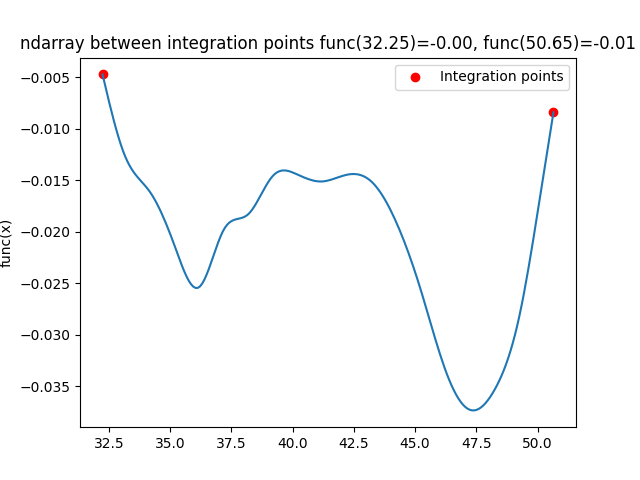 ndarray between integration points func(32.25)=-0.00, func(50.65)=-0.01
Integration points
func(x)
−0.005
−0.010
−0.015
−0.020
−0.025
−0.030
−0.035
32.5 35.0 37.5 40.0 42.5 45.0 47.5 50.0